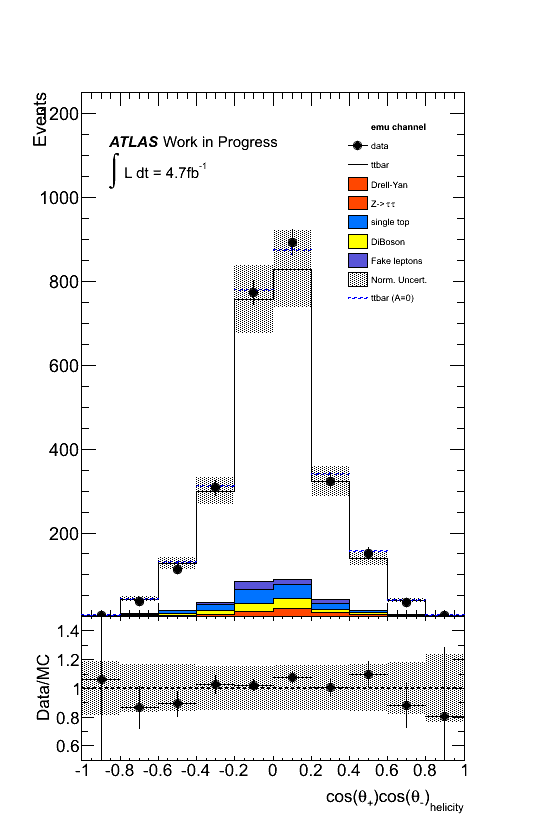 Events
1200
1000
800
600
400
200
ATLAS Work in Progress
∫ L dt = 4.7fb⁻¹
emu channel
data
ttbar
Drell-Yan
Z->ττ
single top
DiBoson
Fake leptons
Norm. Uncert.
ttbar (A=0)
Data/MC
1.4
1.2
1
0.8
0.6
-1 -0.8 -0.6 -0.4 -0.2 0 0.2 0.4 0.6 0.8 1
cos(θ₊)cos(θ₋)helicity